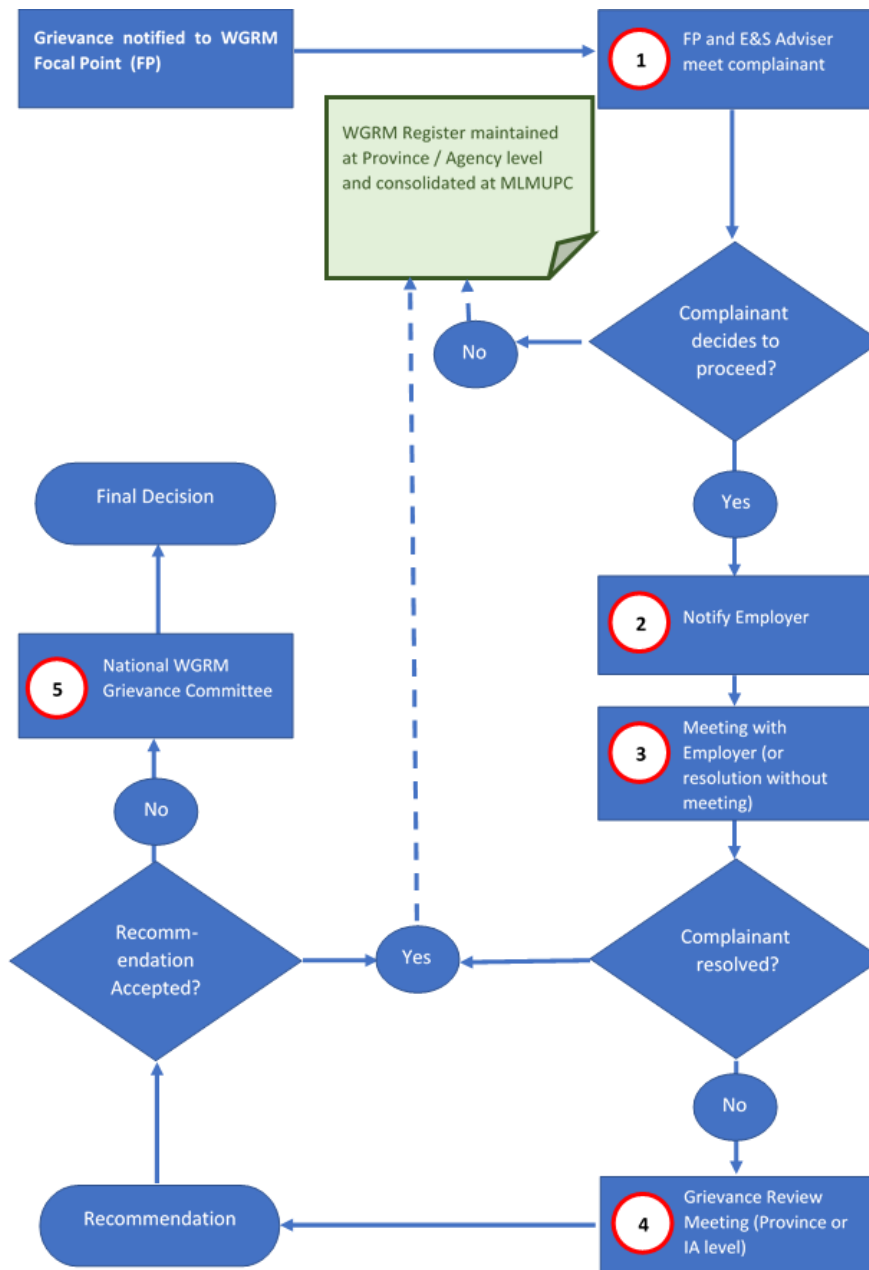 Grievance notified to WGRM
Focal Point (FP)
1
FP and E&S Adviser
meet complainant
WGRM Register maintained
at Province / Agency level
and consolidated at MLMUPC
Complainant
decides to
proceed?
No
Yes
Final Decision
2
Notify Employer
5
National WGRM
Grievance Committee
3
Meeting with
Employer (or
resolution without
meeting)
No
Recomm-
endation
Accepted?
Yes
Complainant
resolved?
No
Recommendation
4
Grievance Review
Meeting (Province or
IA level)